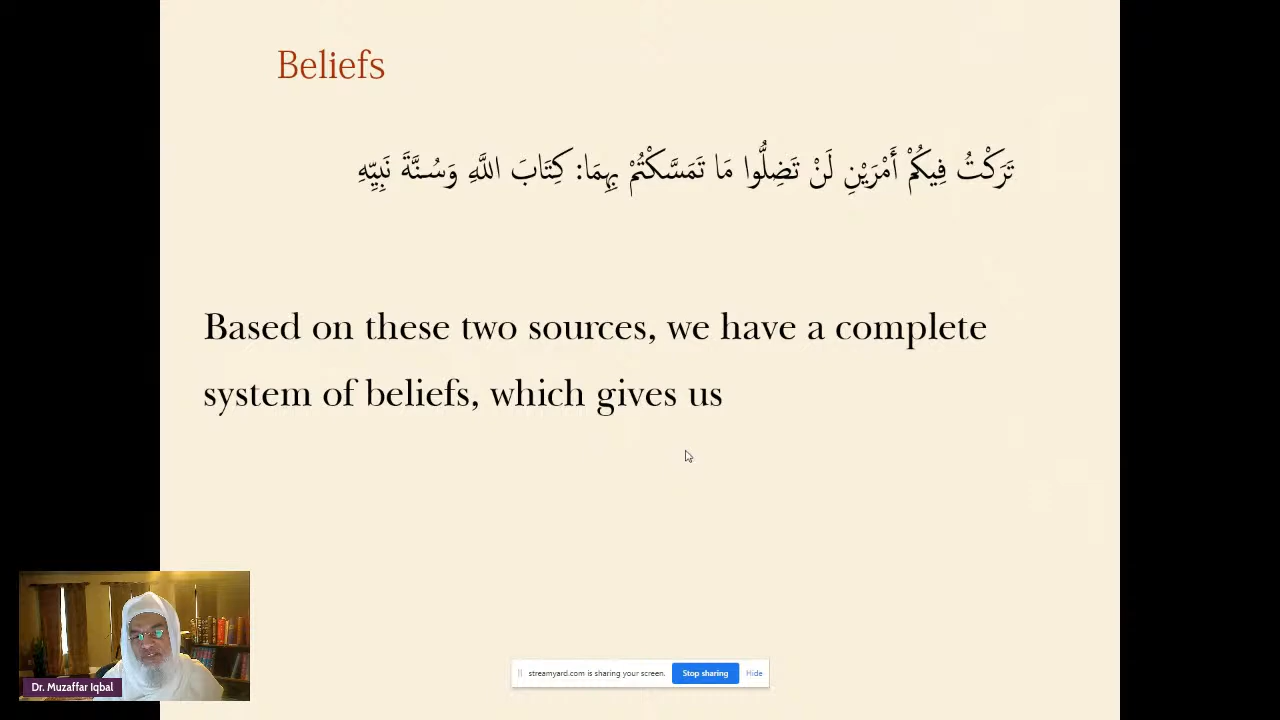 Beliefs
تَرَكْتُ فِيكُمْ أَمْرَيْنِ لَنْ تَضِلُّوا مَا تَمَسَّكْتُمْ بِهِمَا: كِتَابَ اللَّهِ وَسُنَّةَ نَبِيِّهِ
Based on these two sources, we have a complete
system of beliefs, which gives us
Dr. Muzaffar Iqbal
streamyard.com is sharing your screen. Stop sharing Hide